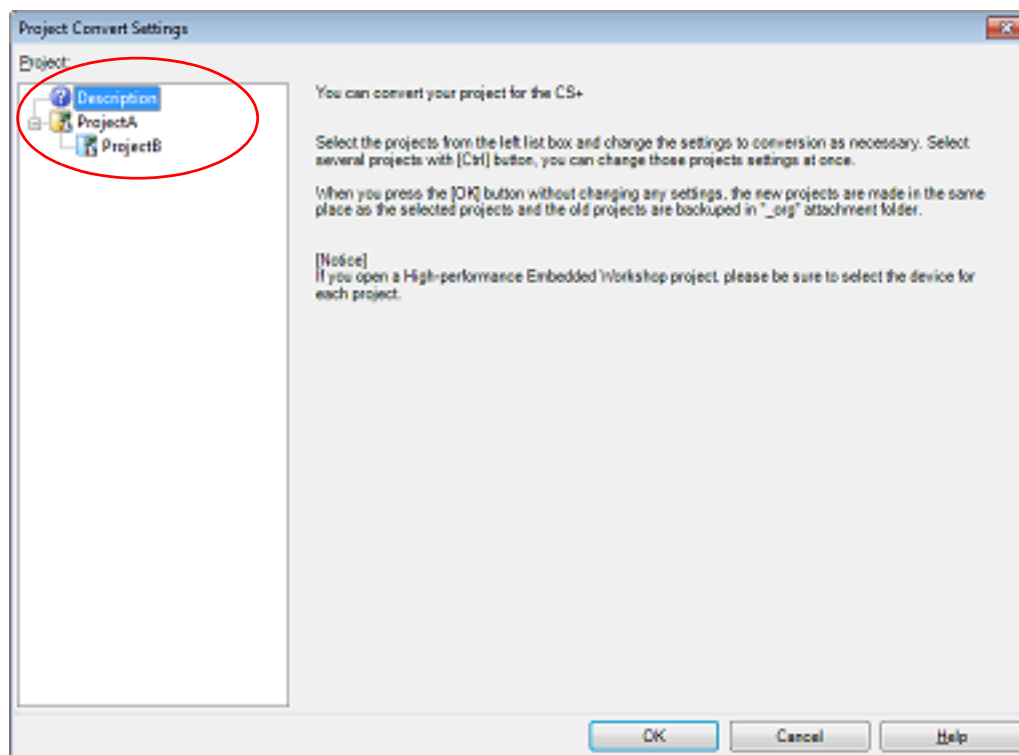 Project Convert Settings
Project:
Description
ProjectA
ProjectB
You can convert your project for the CS+
Select the projects from the left list box and change the settings to conversion as necessary. Select
several projects with [Ctrl] button, you can change those projects settings at once.
When you press the [OK] button without changing any settings, the new projects are made in the same
place as the selected projects and the old projects are backuped in "_org" attachment folder.
[Notice]
If you open a High-performance Embedded Workshop project, please be sure to select the device for
each project.
OK
Cancel
Help